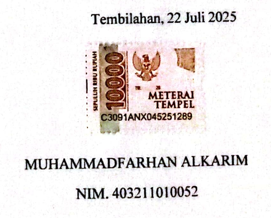 Tembilahan, 22 Juli 2025
SEPULUH RIBU RUPIAH
10000
METERAI
TEMPEL
C3091ANX045251289
MUHAMMADFARHAN ALKARIM
NIM. 403211010052